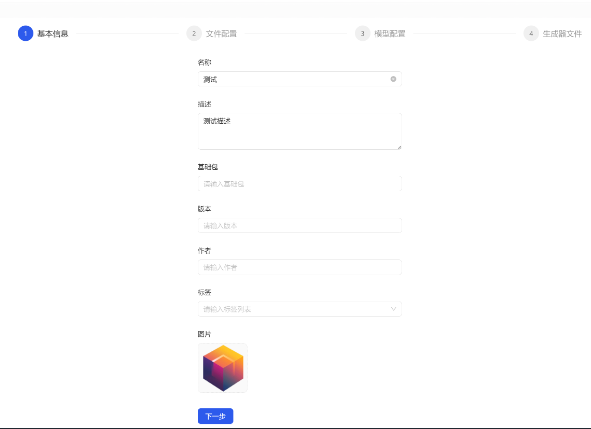 1 基本信息 2 文件配置 3 模型配置 4 生成器文件
名称
测试
描述
测试描述
基础包
请输入基础包
版本
请输入版本
作者
请输入作者
标签
请输入标签列表
图片
下一步